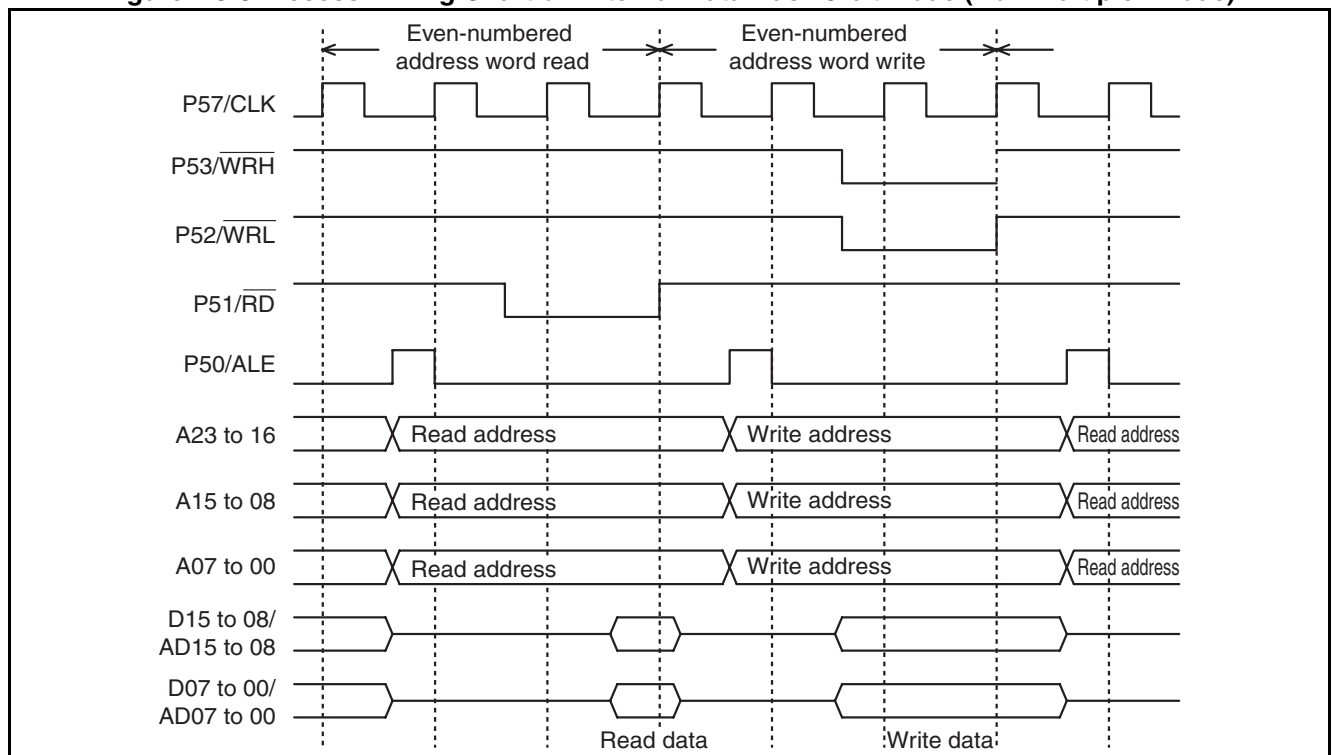 Even-numbered
address word read
Even-numbered
address word write
P57/CLK
P53/WRH
P52/WRL
P51/RD
P50/ALE
A23 to 16
Read address
Write address
Read address
A15 to 08
Read address
Write address
Read address
A07 to 00
Read address
Write address
Read address
D15 to 08/
AD15 to 08
D07 to 00/
AD07 to 00
Read data
Write data